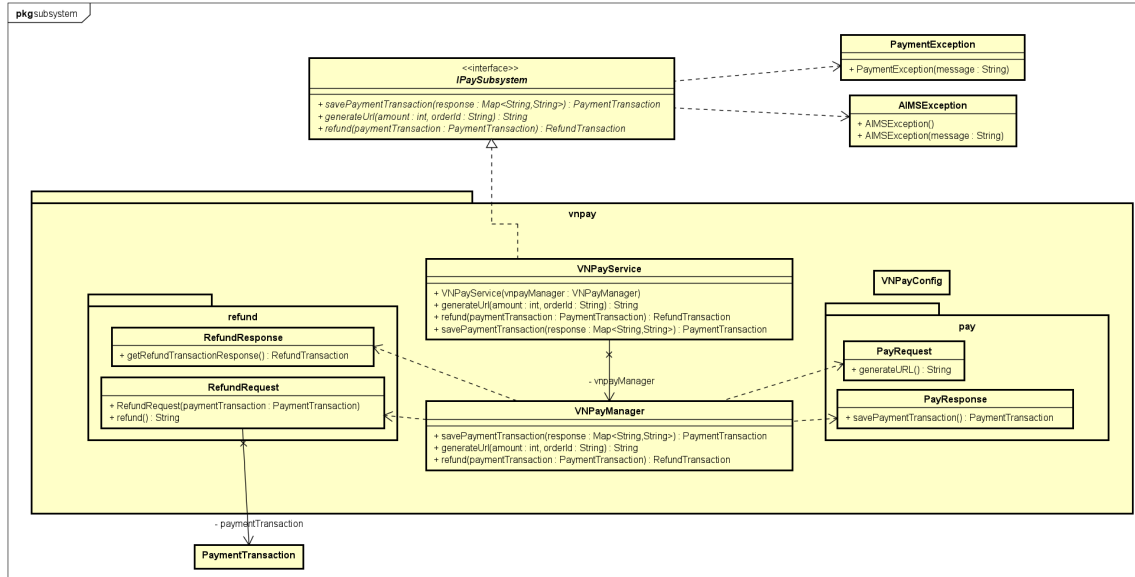 pkg subsystem
PaymentException
+ PaymentException(message : String)
<<interface>>
IPaySubsystem
+ savePaymentTransaction(response : Map<String,String>) : PaymentTransaction
+ generateUrl(amount : int, orderId : String) : String
+ refund(paymentTransaction : PaymentTransaction) : RefundTransaction
AIMSException
+ AIMSException()
+ AIMSException(message : String)
vnpay
VNPayService
+ VNPayService(vnpayManager : VNPayManager)
+ generateUrl(amount : int, orderId : String) : String
+ refund(paymentTransaction : PaymentTransaction) : RefundTransaction
+ savePaymentTransaction(response : Map<String,String>) : PaymentTransaction
VNPayConfig
refund
RefundResponse
+ getRefundTransactionResponse() : RefundTransaction
RefundRequest
+ RefundRequest(paymentTransaction : PaymentTransaction)
+ refund() : String
pay
PayRequest
+ generateURL() : String
PayResponse
+ savePaymentTransaction() : PaymentTransaction
- vnpayManager
VNPayManager
+ savePaymentTransaction(response : Map<String,String>) : PaymentTransaction
+ generateUrl(amount : int, orderId : String) : String
+ refund(paymentTransaction : PaymentTransaction) : RefundTransaction
- paymentTransaction
PaymentTransaction